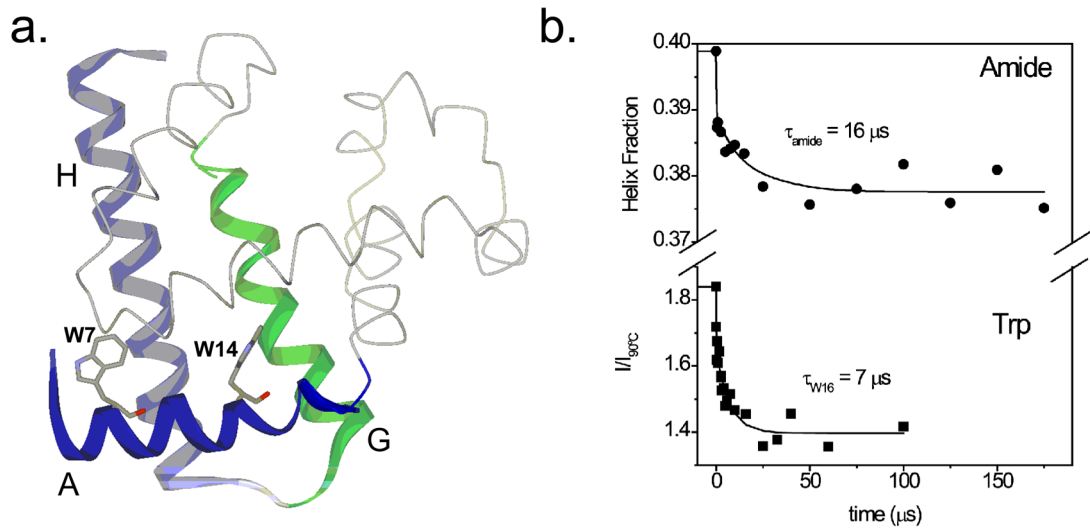 a.
H
W7
W14
A
G
b.
Amide
0.40
0.39
0.38
0.37
Helix Fraction
τamide = 16 μs
Trp
1.8
1.6
1.4
I/I90ºC
τW16 = 7 μs
0 50 100 150
time (μs)